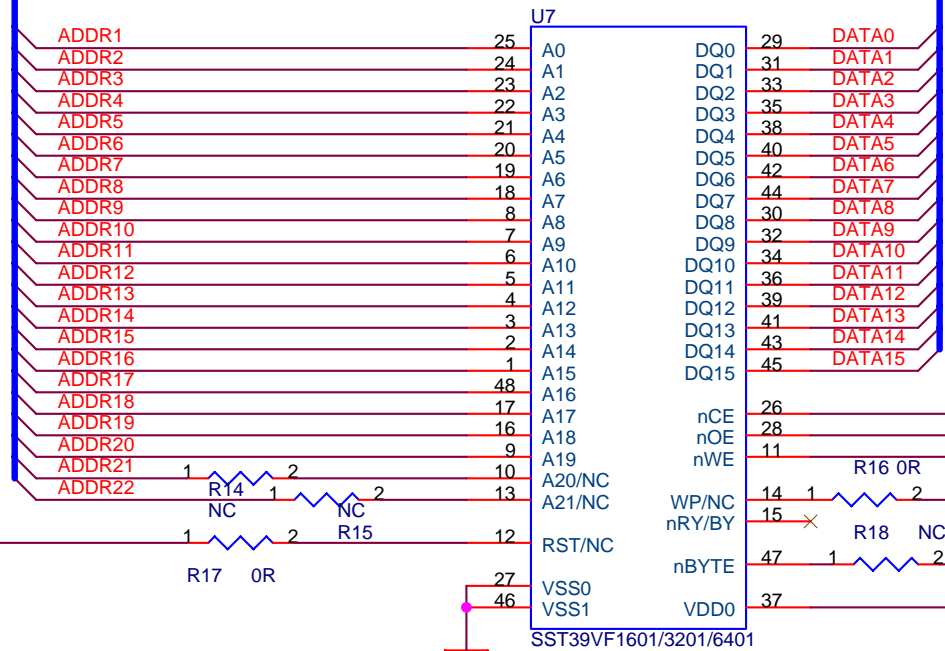 U7
ADDR1 25 A0 DQ0 29 DATA0
ADDR2 24 A1 DQ1 31 DATA1
ADDR3 23 A2 DQ2 33 DATA2
ADDR4 22 A3 DQ3 35 DATA3
ADDR5 21 A4 DQ4 38 DATA4
ADDR6 20 A5 DQ5 40 DATA5
ADDR7 19 A6 DQ6 42 DATA6
ADDR8 18 A7 DQ7 44 DATA7
ADDR9 8 A8 DQ8 30 DATA8
ADDR10 7 A9 DQ9 32 DATA9
ADDR11 6 A10 DQ10 34 DATA10
ADDR12 5 A11 DQ11 36 DATA11
ADDR13 4 A12 DQ12 39 DATA12
ADDR14 3 A13 DQ13 41 DATA13
ADDR15 2 A14 DQ14 43 DATA14
ADDR16 1 A15 DQ15 45 DATA15
ADDR17 48 A16
ADDR18 17 A17 nCE 26
ADDR19 16 A18 nOE 28
ADDR20 9 A19 nWE 11
ADDR21 1 2 10 A20/NC R16 0R
R14
NC
ADDR22 1 2 13 A21/NC WP/NC 14 1 2
NC
R15
nRY/BY 15
R18 NC
1 2 12 RST/NC
R17 0R
nBYTE 47 1 2
27 VSS0
46 VSS1 VDD0 37
SST39VF1601/3201/6401